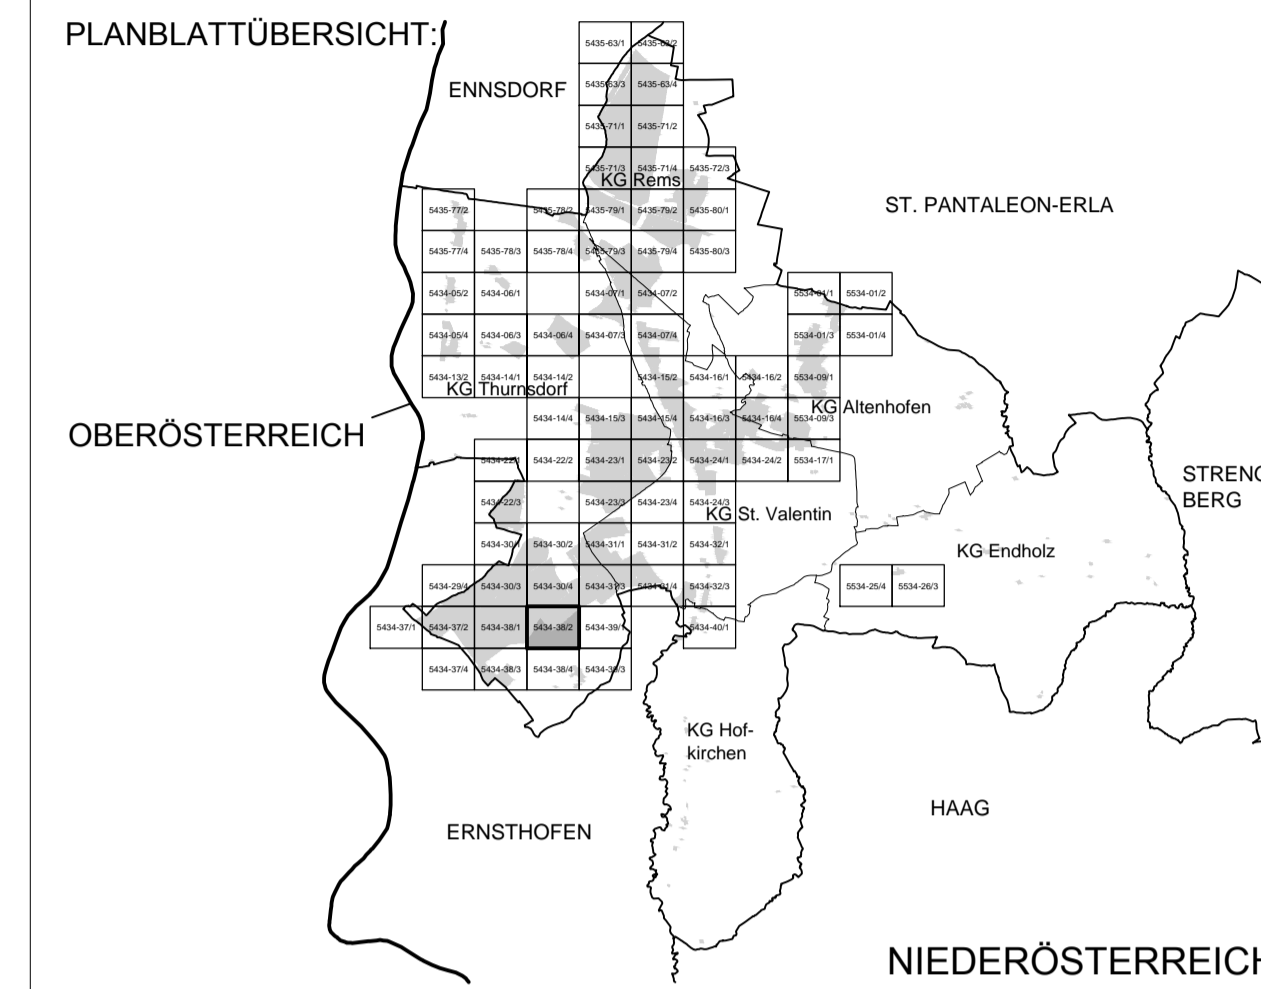 PLANBLATTÜBERSICHT:
5435-63/1 5435-63/2
ENNSDORF
5435-63/3 5435-63/4
5435-71/1 5435-71/2
5435-71/3 5435-71/4 5435-72/3
KG Rems
ST. PANTALEON-ERLA
5435-77/2 5435-78/2 5435-79/1 5435-79/2 5435-80/1
5435-77/4 5435-78/3 5435-78/4 5435-79/3 5435-79/4 5435-80/3
5434-05/2 5434-06/1 5434-07/1 5434-07/2 5534-01/1 5534-01/2
5434-05/4 5434-06/3 5434-06/4 5434-07/3 5434-07/4 5534-01/3 5534-01/4
5434-13/2 5434-14/1 5434-14/2 5434-15/2 5434-16/1 5434-16/2 5534-09/1
KG Thurnsdorf
KG Altenhofen
5434-14/4 5434-15/3 5434-15/4 5434-16/3 5434-16/4 5534-09/3
OBERÖSTERREICH
5434-22/1 5434-22/2 5434-23/1 5434-23/2 5434-24/1 5434-24/2 5534-17/1
STRENG
BERG
5434-22/3 5434-23/3 5434-23/4 5434-24/3
KG St. Valentin
5434-30/1 5434-30/2 5434-31/1 5434-31/2 5434-32/1
KG Endholz
5434-29/4 5434-30/3 5434-30/4 5434-31/3 5434-31/4 5434-32/3 5534-25/4 5534-26/3
5434-37/1 5434-37/2 5434-38/1 5434-38/2 5434-39/1 5434-40/1
5434-37/4 5434-38/3 5434-38/4 5434-39/3
KG Hof-
kirchen
HAAG
ERNSTHOFEN
NIEDERÖSTERREICH